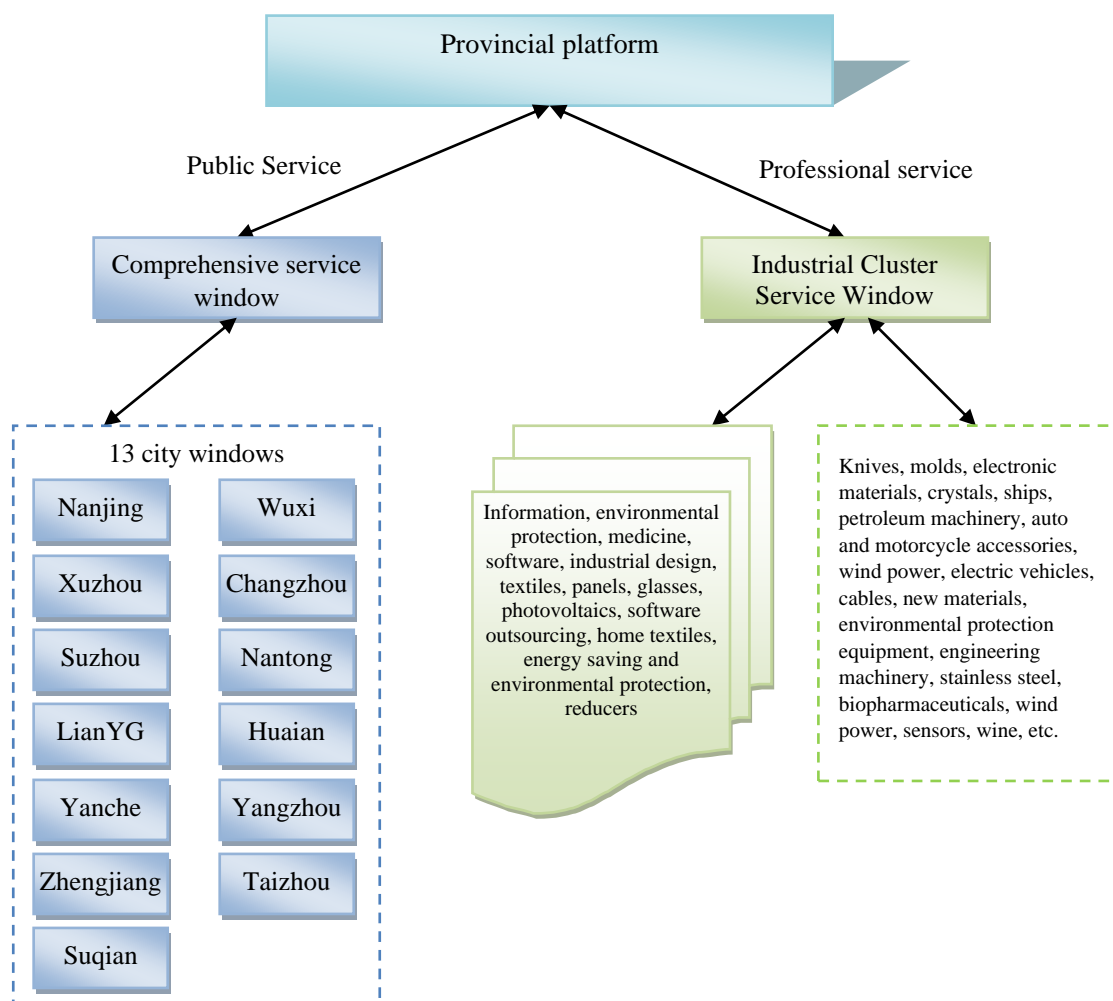 Provincial platform
Public Service
Professional service
Comprehensive service
window
Industrial Cluster
Service Window
13 city windows
Nanjing
Wuxi
Xuzhou
Changzhou
Suzhou
Nantong
LianYG
Huaian
Yanche
Yangzhou
Zhengjiang
Taizhou
Suqian
Information, environmental
protection, medicine,
software, industrial design,
textiles, panels, glasses,
photovoltaics, software
outsourcing, home textiles,
energy saving and
environmental protection,
reducers
Knives, molds, electronic
materials, crystals, ships,
petroleum machinery, auto
and motorcycle accessories,
wind power, electric vehicles,
cables, new materials,
environmental protection
equipment, engineering
machinery, stainless steel,
biopharmaceuticals, wind
power, sensors, wine, etc.